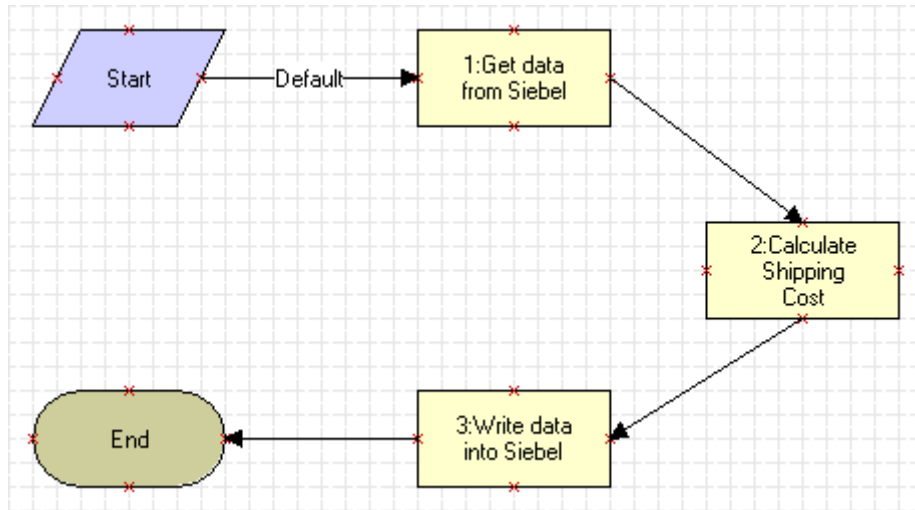 Start
Default
1:Get data
from Siebel
2:Calculate
Shipping
Cost
3:Write data
into Siebel
End